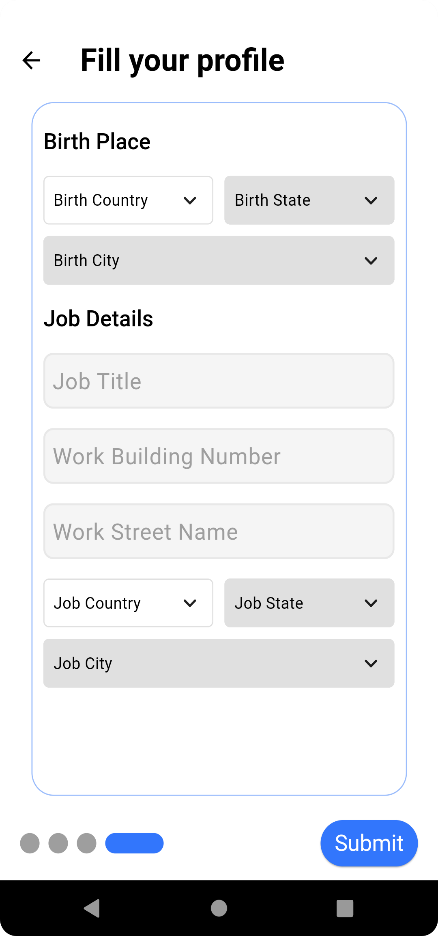 Fill your profile
Birth Place
Birth Country
Birth State
Birth City
Job Details
Job Title
Work Building Number
Work Street Name
Job Country
Job State
Job City
Submit